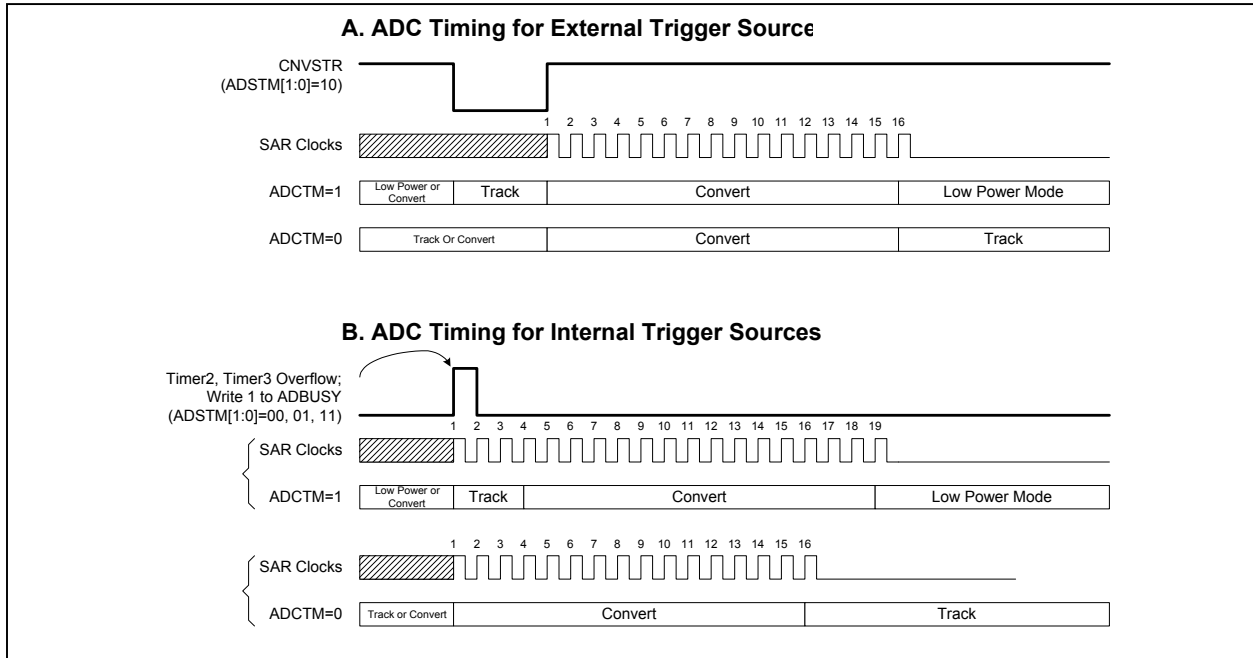 A. ADC Timing for External Trigger Source
CNVSTR
(ADSTM[1:0]=10)
1 2 3 4 5 6 7 8 9 10 11 12 13 14 15 16
SAR Clocks
ADCTM=1
Low Power or
Convert
Track
Convert
Low Power Mode
ADCTM=0
Track Or Convert
Convert
Track
B. ADC Timing for Internal Trigger Sources
Timer2, Timer3 Overflow;
Write 1 to ADBUSY
(ADSTM[1:0]=00, 01, 11)
1 2 3 4 5 6 7 8 9 10 11 12 13 14 15 16 17 18 19
SAR Clocks
ADCTM=1
Low Power or
Convert
Track
Convert
Low Power Mode
1 2 3 4 5 6 7 8 9 10 11 12 13 14 15 16
SAR Clocks
ADCTM=0
Track or Convert
Convert
Track